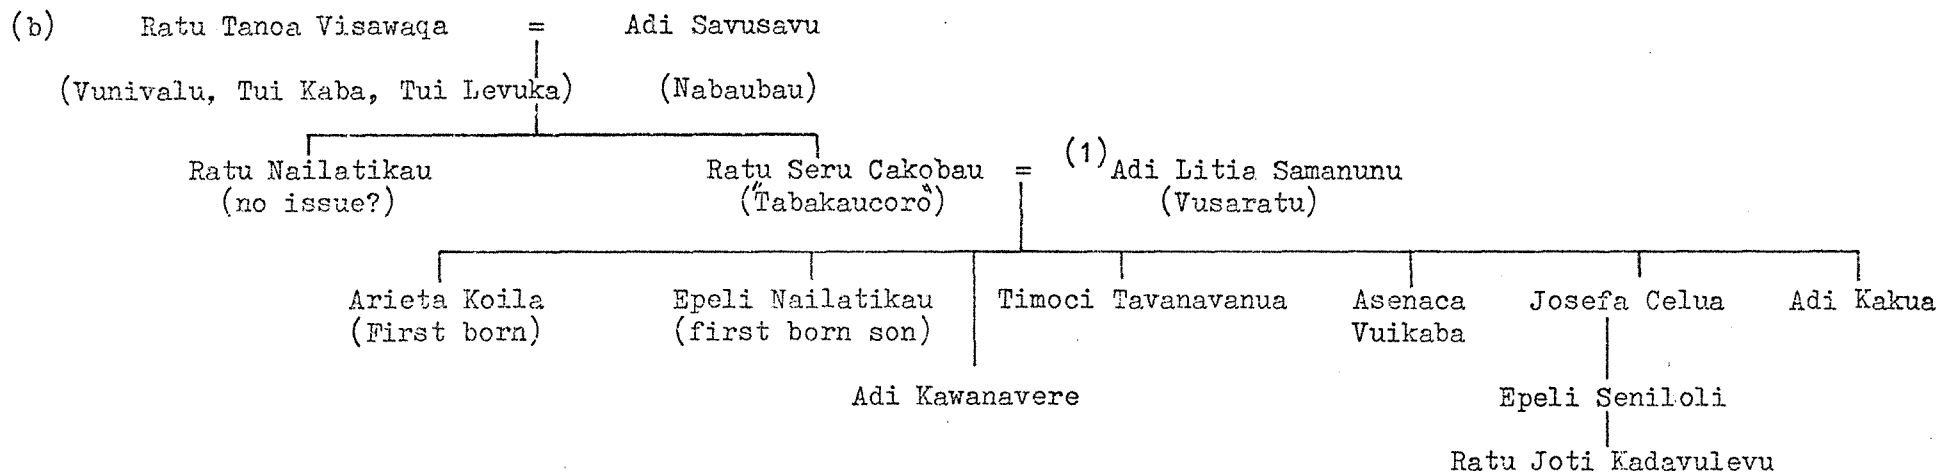 (b) Ratu Tanoa Visawaqa = Adi Savusavu
(Vunivalu, Tui Kaba, Tui Levuka) (Nabaubau)
Ratu Nailatikau Ratu Seru Cakobau = (1) Adi Litia Samanunu
(no issue?) ("Tabakaucoro") (Vusaratu)
Arieta Koila Epeli Nailatikau Timoci Tavanavanua Asenaca Josefa Celua Adi Kakua
(First born) (first born son) Vuikaba
Adi Kawanavere Epeli Seniloli
Ratu Joti Kadavulevu